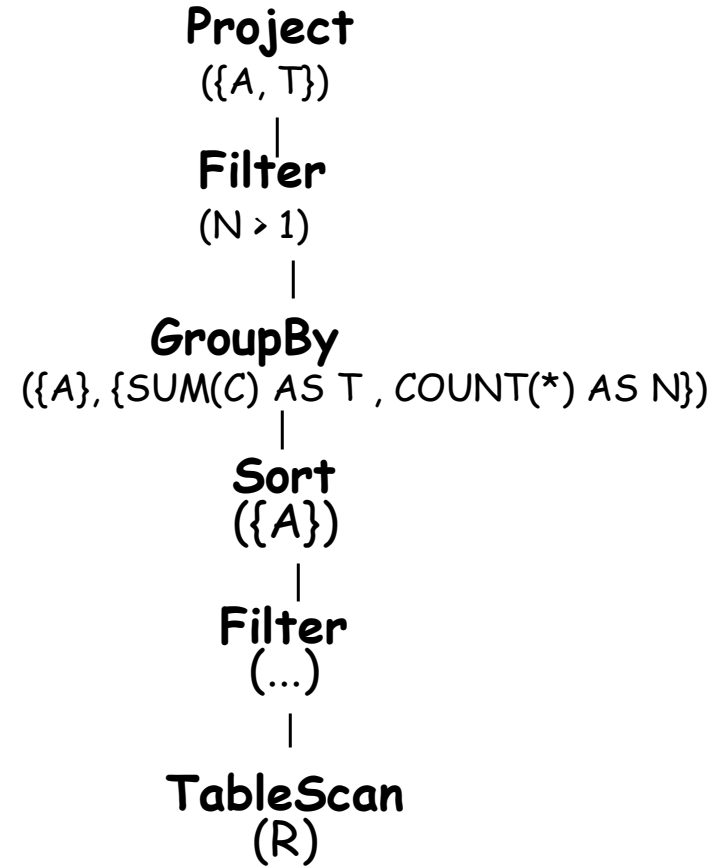 Project
({A, T})
Filter
(N > 1)
GroupBy
({A}, {SUM(C) AS T , COUNT(*) AS N})
Sort
({A})
Filter
(...)
TableScan
(R)